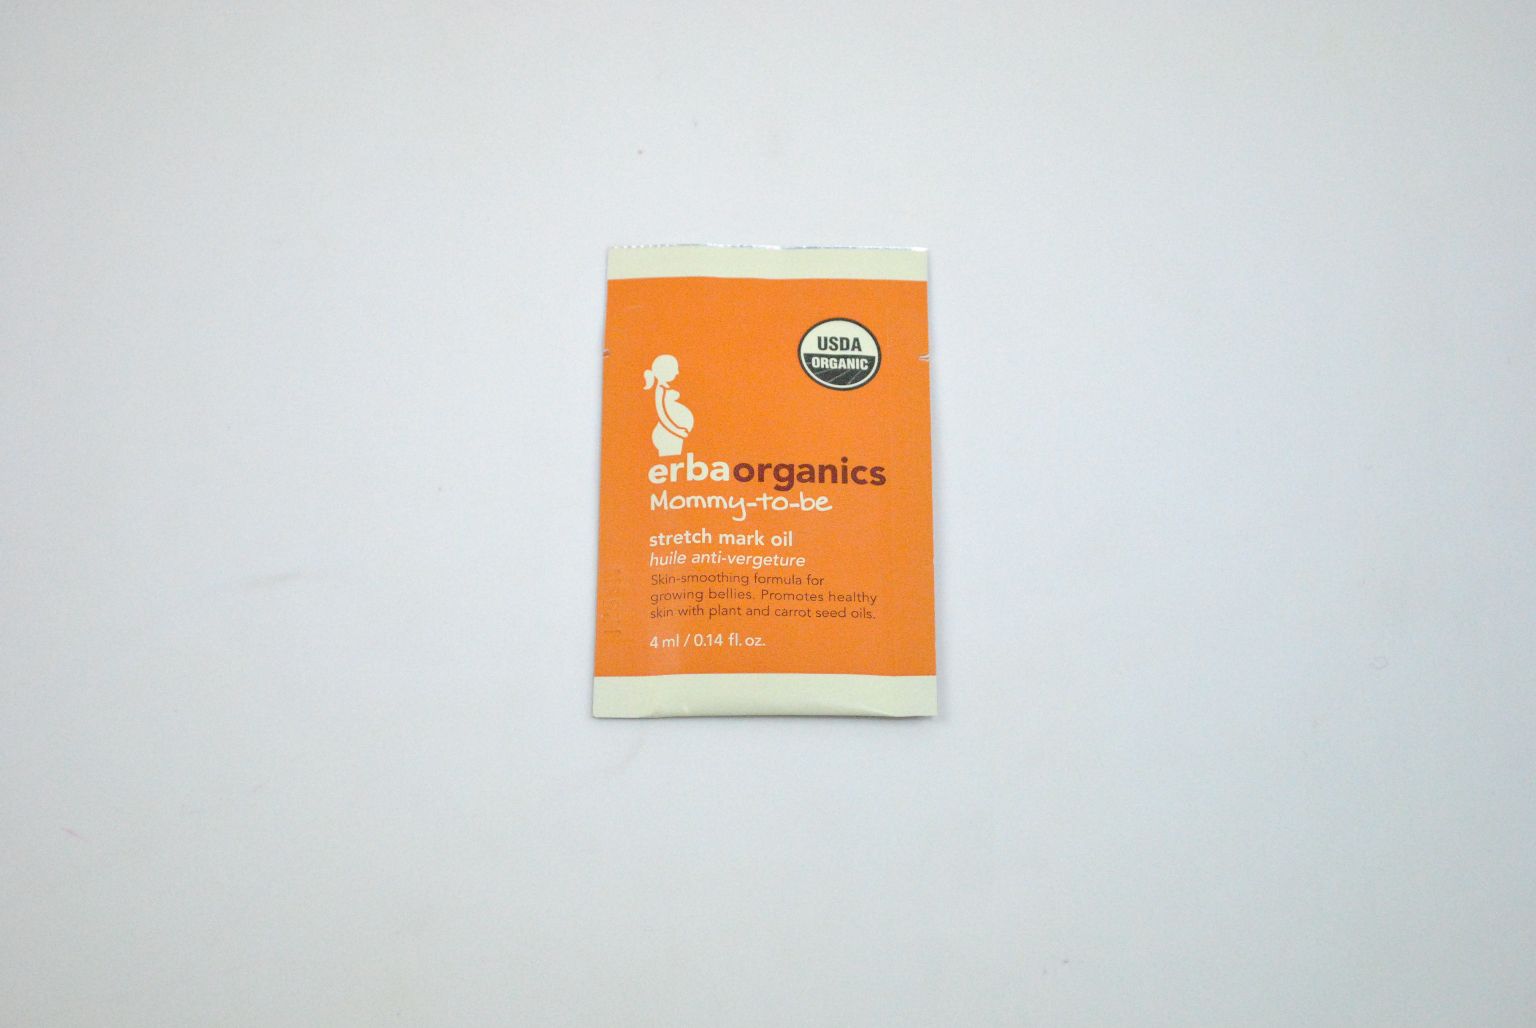 USDA
ORGANIC
erbaorganics
Mommy-to-be
stretch mark oil
huile anti-vergeture
Skin-smoothing formula for
growing bellies. Promotes healthy
skin with plant and carrot seed oils.
4 ml / 0.14 fl. oz.